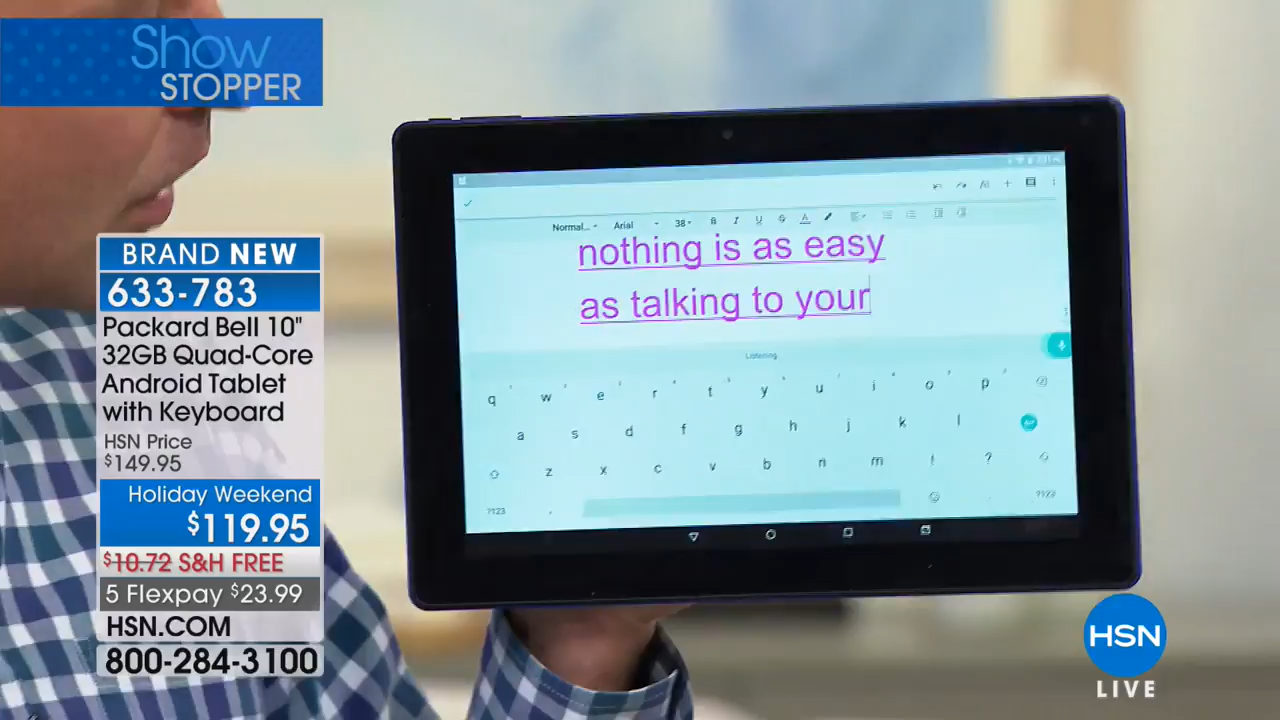 Show
STOPPER
BRAND NEW
633-783
Packard Bell 10"
32GB Quad-Core
Android Tablet
with Keyboard
HSN Price
$149.95
Holiday Weekend
$119.95
$10.72 S&H FREE
5 Flexpay $23.99
HSN.COM
800-284-3100
Normal... Arial 38 B I U S A
nothing is as easy
as talking to your
Listening
q w e r t y u i o p
a s d f g h j k l
z x c v b n m ! ?
?123 , . ?123
HSN
LIVE